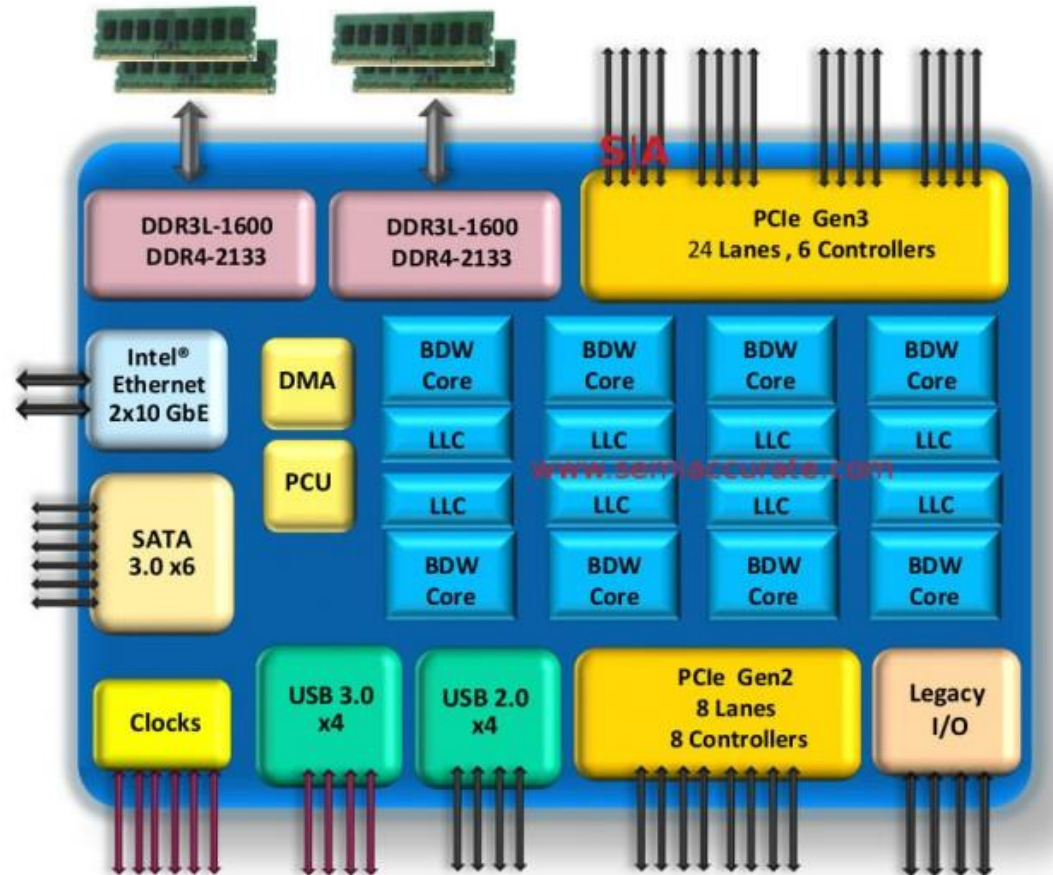 S|A
DDR3L-1600
DDR4-2133
DDR3L-1600
DDR4-2133
PCIe Gen3
24 Lanes , 6 Controllers
Intel®
Ethernet
2x10 GbE
DMA
PCU
BDW
Core
BDW
Core
BDW
Core
BDW
Core
LLC
LLC
LLC
LLC
www.semiaccurate.com
LLC
LLC
LLC
LLC
BDW
Core
BDW
Core
BDW
Core
BDW
Core
SATA
3.0 x6
Clocks
USB 3.0
x4
USB 2.0
x4
PCIe Gen2
8 Lanes
8 Controllers
Legacy
I/O